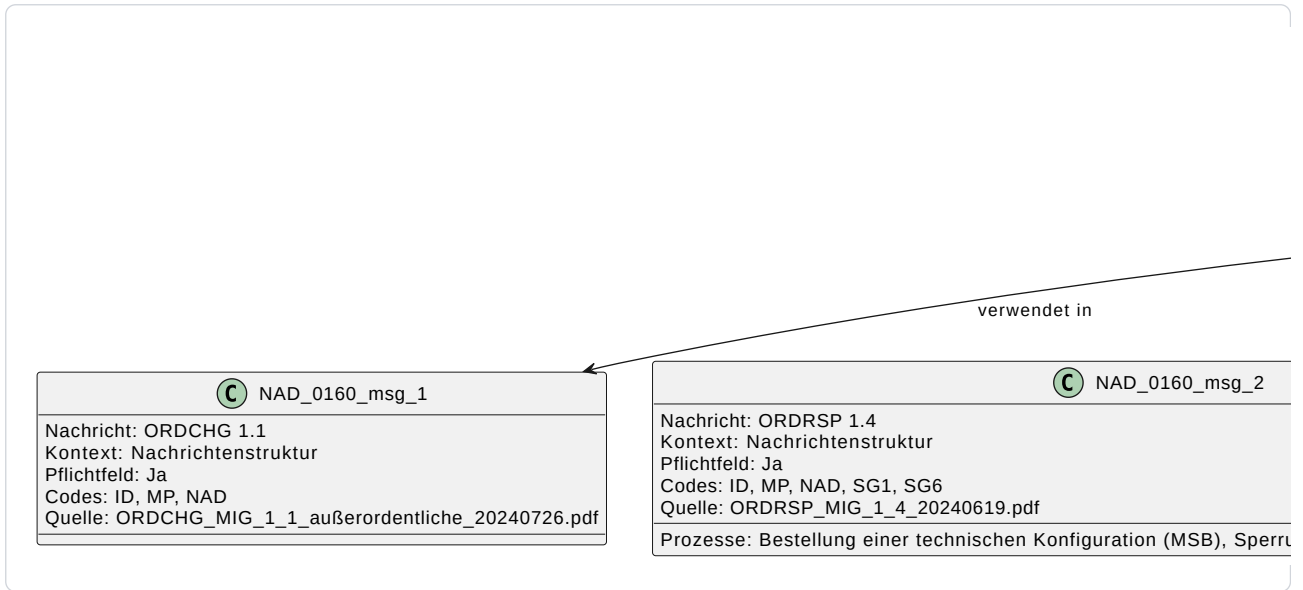 verwendet in
C NAD_0160_msg_1
Nachricht: ORDCHG 1.1
Kontext: Nachrichtenstruktur
Pflichtfeld: Ja
Codes: ID, MP, NAD
Quelle: ORDCHG_MIG_1_1_außerordentliche_20240726.pdf
C NAD_0160_msg_2
Nachricht: ORDRSP 1.4
Kontext: Nachrichtenstruktur
Pflichtfeld: Ja
Codes: ID, MP, NAD, SG1, SG6
Quelle: ORDRSP_MIG_1_4_20240619.pdf
Prozesse: Bestellung einer technischen Konfiguration (MSB), Sperru